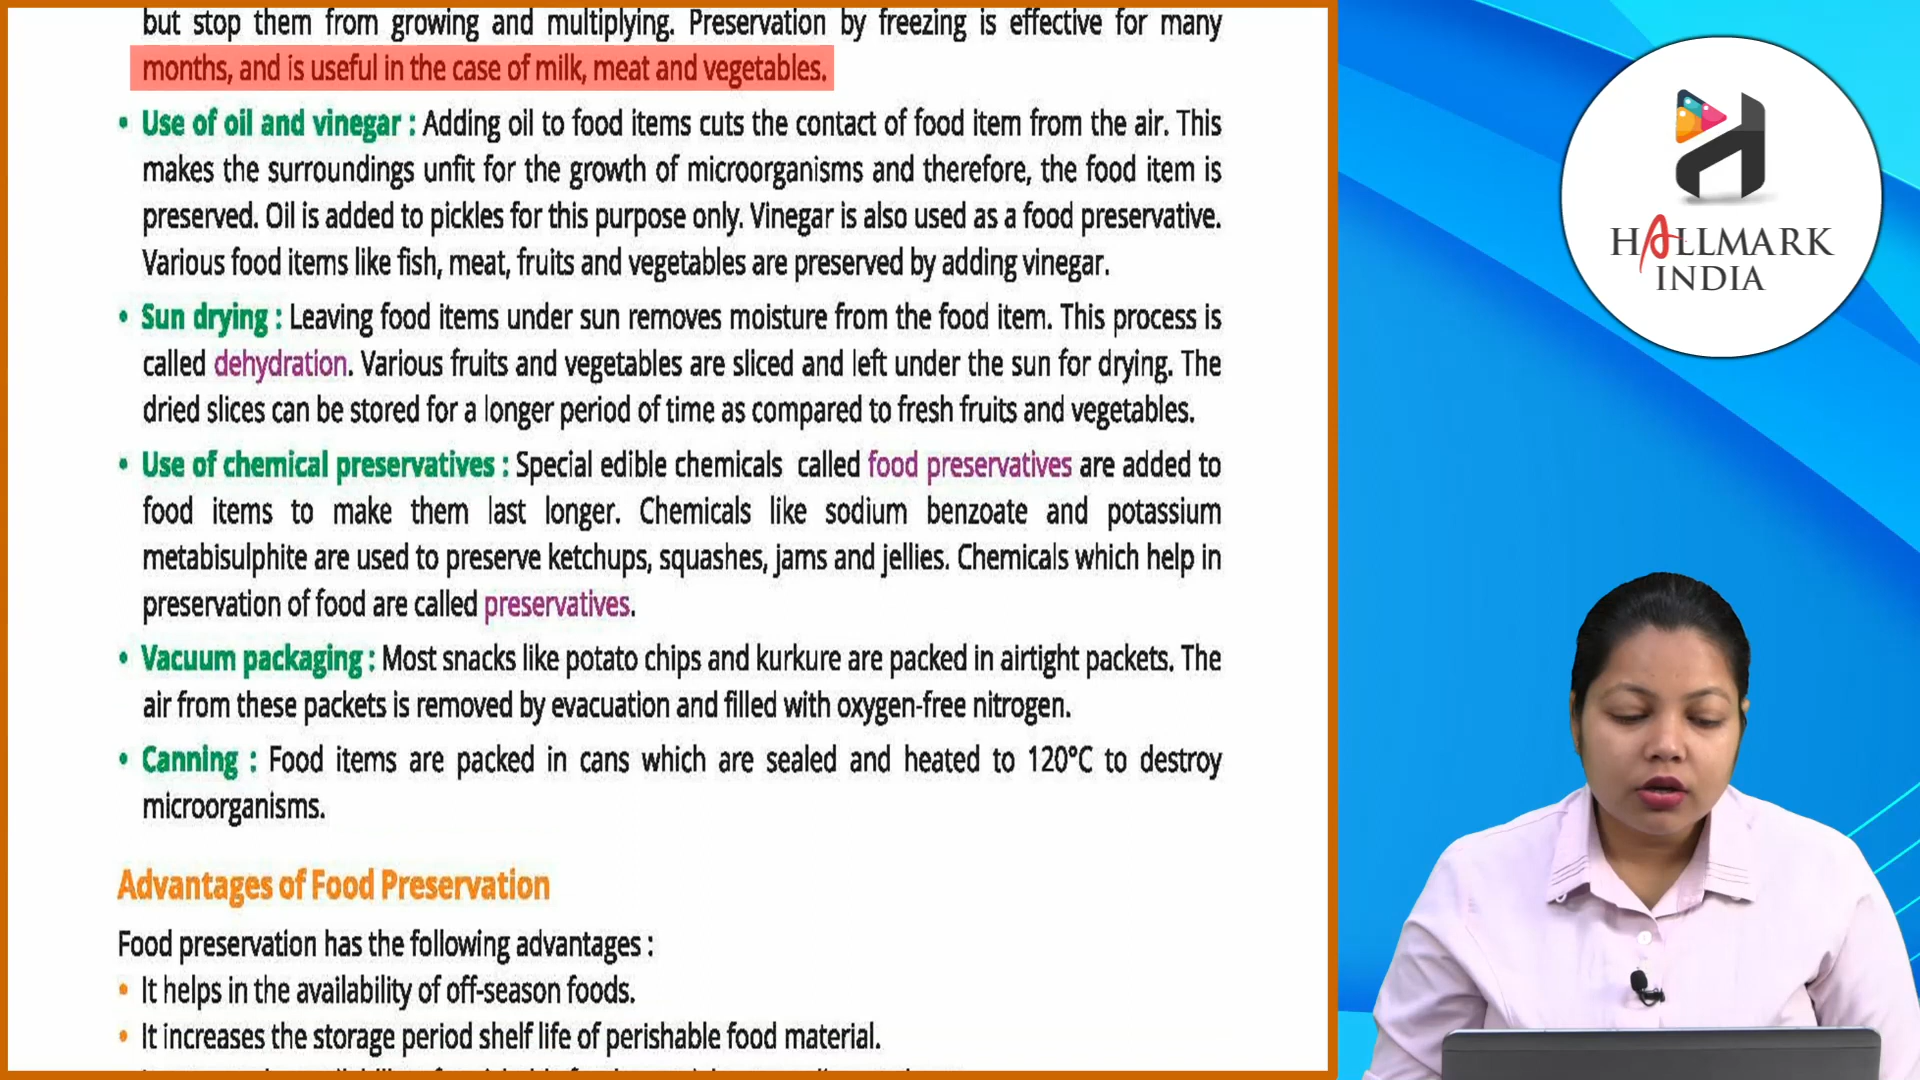 but stop them from growing and multiplying. Preservation by freezing is effective for many
months, and is useful in the case of milk, meat and vegetables.
• Use of oil and vinegar : Adding oil to food items cuts the contact of food item from the air. This
makes the surroundings unfit for the growth of microorganisms and therefore, the food item is
preserved. Oil is added to pickles for this purpose only. Vinegar is also used as a food preservative.
Various food items like fish, meat, fruits and vegetables are preserved by adding vinegar.
• Sun drying : Leaving food items under sun removes moisture from the food item. This process is
called dehydration. Various fruits and vegetables are sliced and left under the sun for drying. The
dried slices can be stored for a longer period of time as compared to fresh fruits and vegetables.
• Use of chemical preservatives : Special edible chemicals called food preservatives are added to
food items to make them last longer. Chemicals like sodium benzoate and potassium
metabisulphite are used to preserve ketchups, squashes, jams and jellies. Chemicals which help in
preservation of food are called preservatives.
• Vacuum packaging : Most snacks like potato chips and kurkure are packed in airtight packets. The
air from these packets is removed by evacuation and filled with oxygen-free nitrogen.
• Canning : Food items are packed in cans which are sealed and heated to 120°C to destroy
microorganisms.
Advantages of Food Preservation
Food preservation has the following advantages :
• It helps in the availability of off-season foods.
• It increases the storage period shelf life of perishable food material.
HALLMARK
INDIA